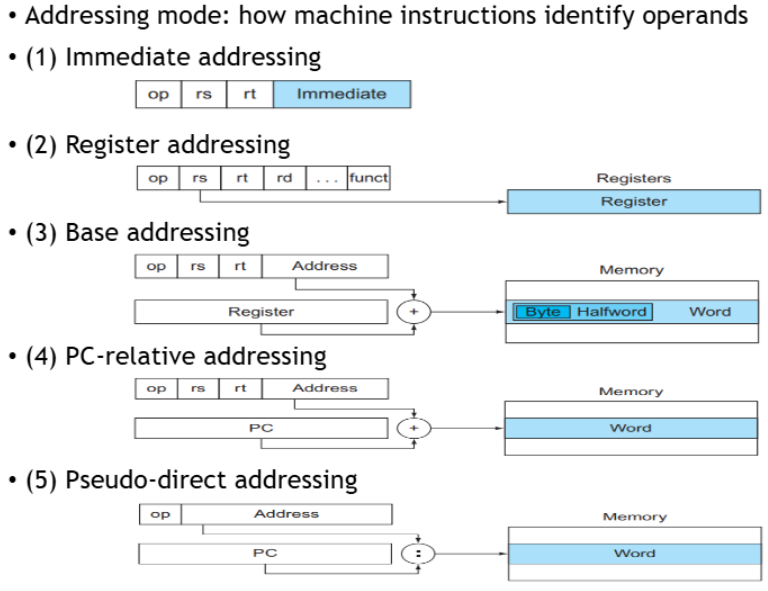 • Addressing mode: how machine instructions identify operands
• (1) Immediate addressing
op rs rt Immediate
• (2) Register addressing
op rs rt rd ... funct
Registers
Register
• (3) Base addressing
op rs rt Address
Memory
Register + Byte Halfword Word
• (4) PC-relative addressing
op rs rt Address
Memory
PC + Word
• (5) Pseudo-direct addressing
op Address
Memory
PC : Word